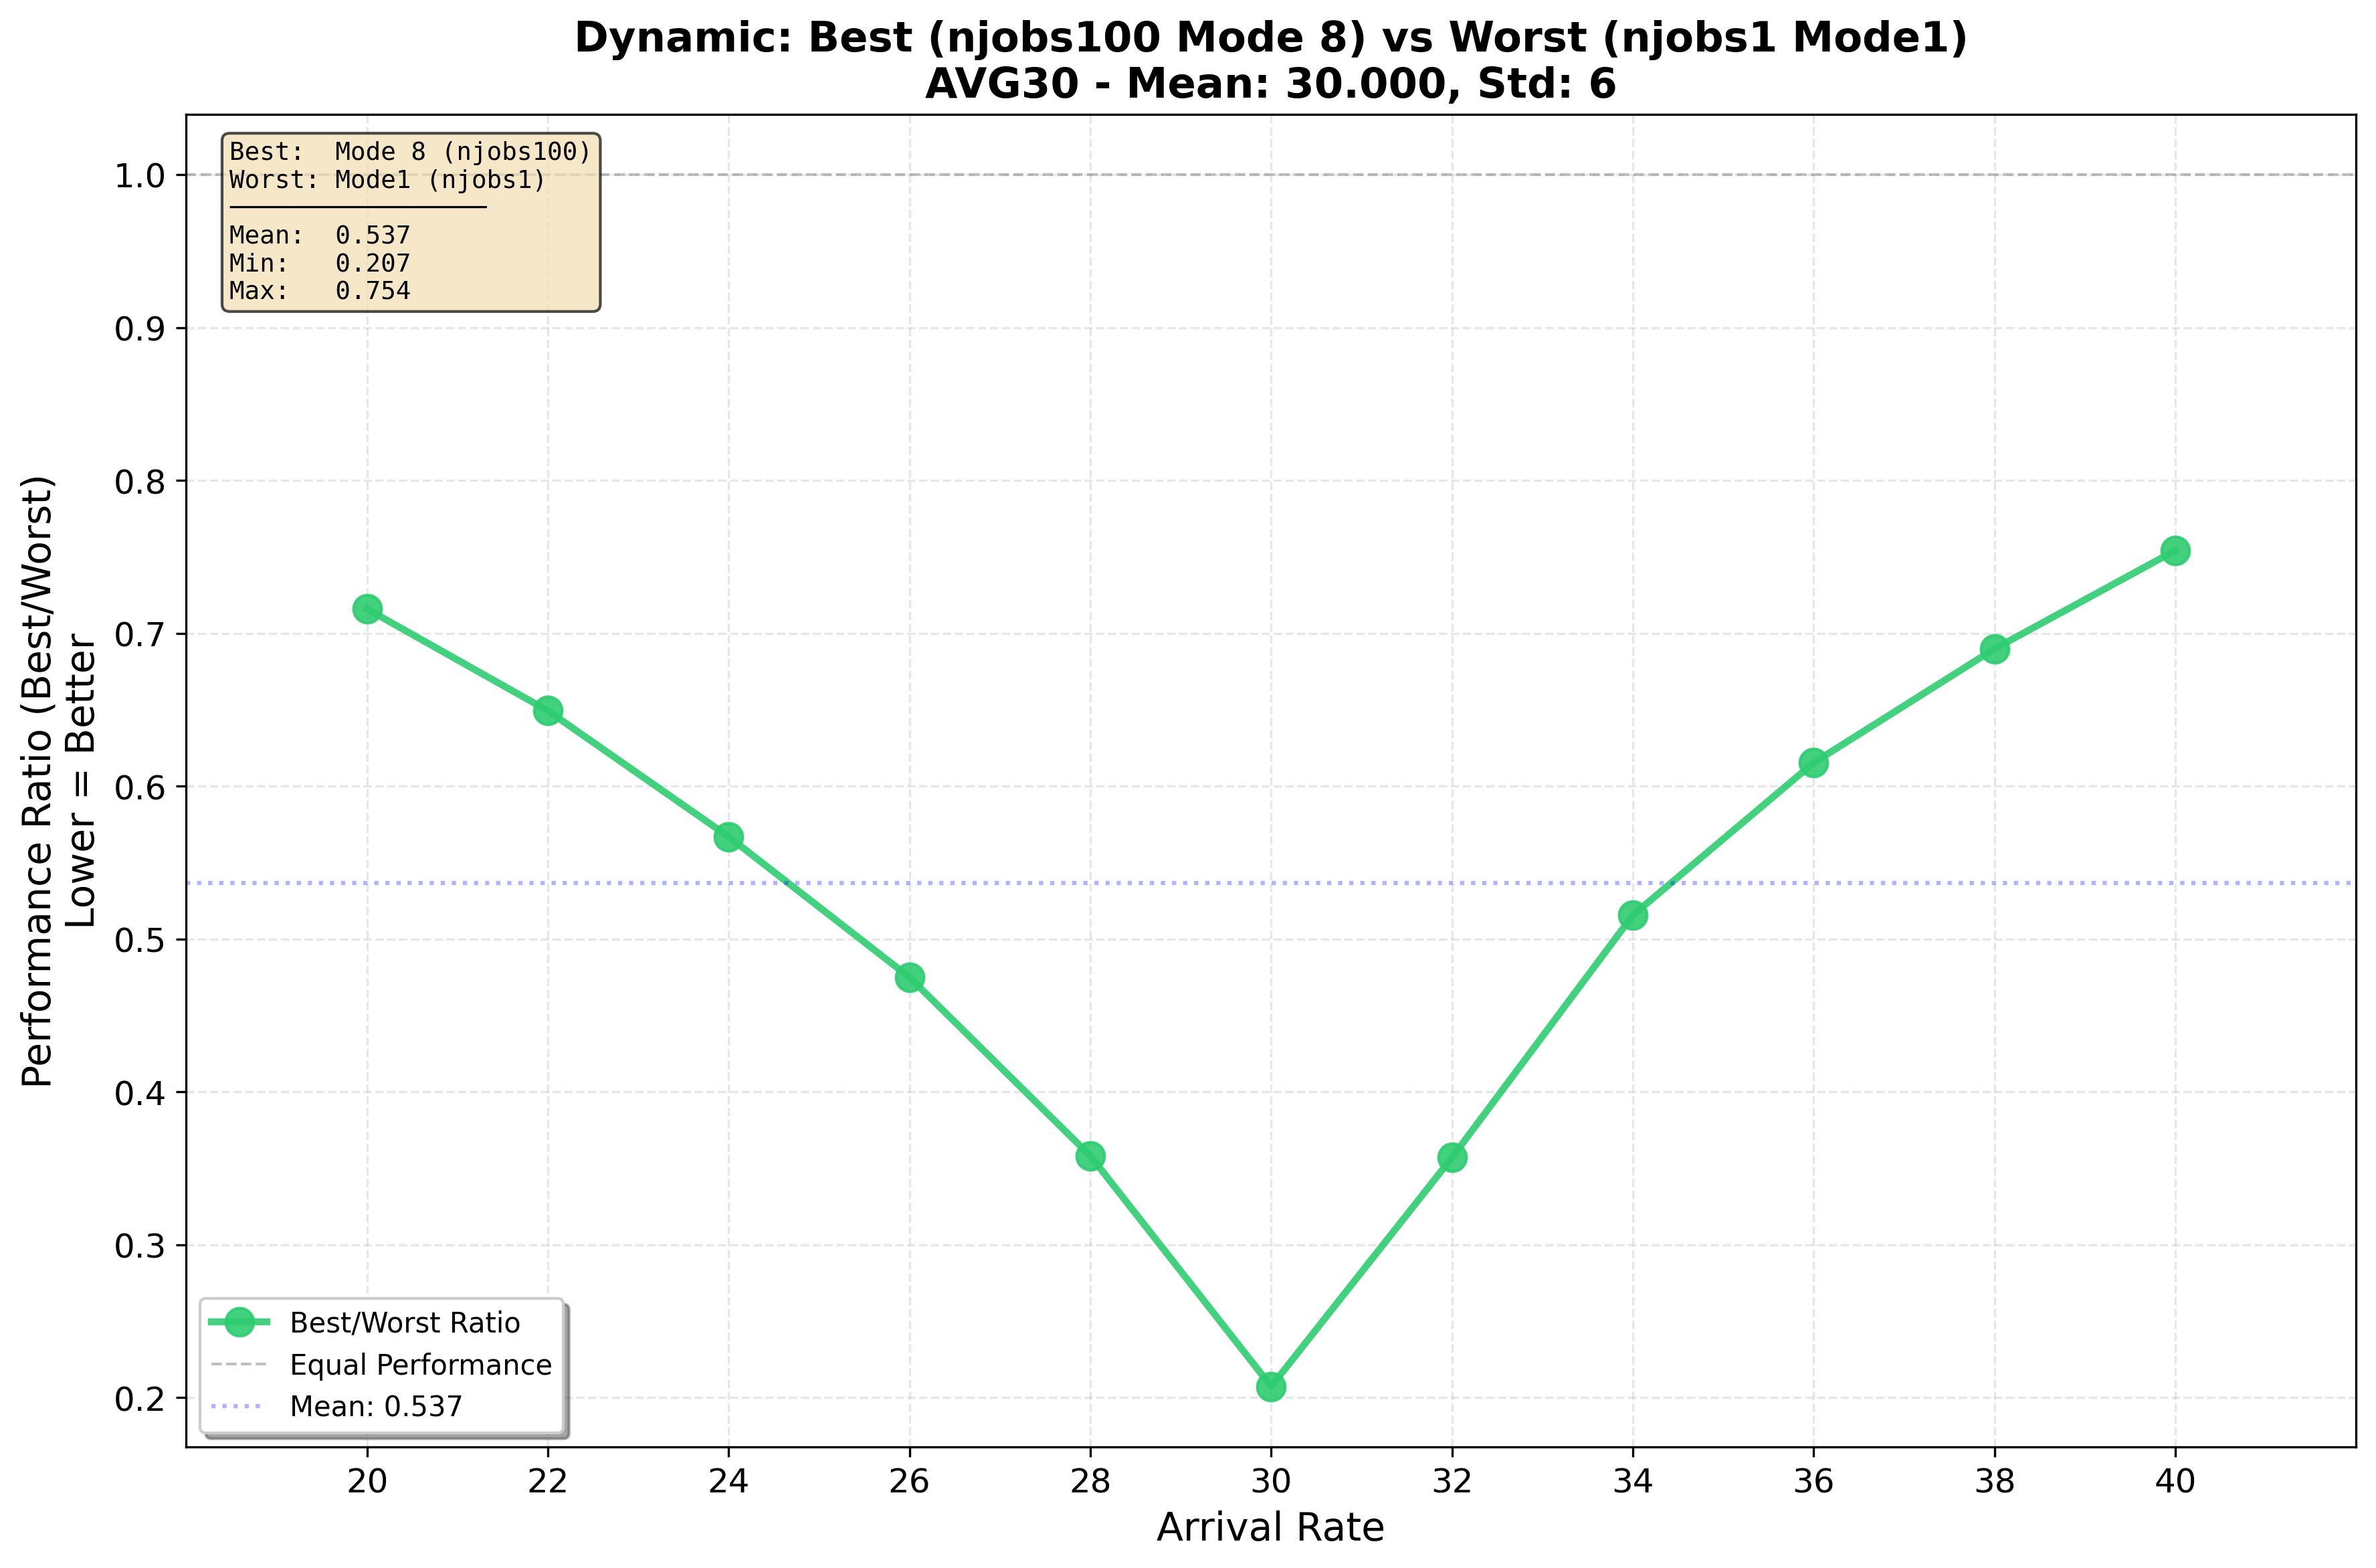 Dynamic: Best (njobs100 Mode 8) vs Worst (njobs1 Mode1)
AVG30 - Mean: 30.000, Std: 6
Best:  Mode 8 (njobs100)
Worst: Mode1 (njobs1)
Mean:  0.537
Min:   0.207
Max:   0.754
Performance Ratio (Best/Worst)
Lower = Better
1.0
0.9
0.8
0.7
0.6
0.5
0.4
0.3
0.2
Best/Worst Ratio
Equal Performance
Mean: 0.537
20 22 24 26 28 30 32 34 36 38 40
Arrival Rate